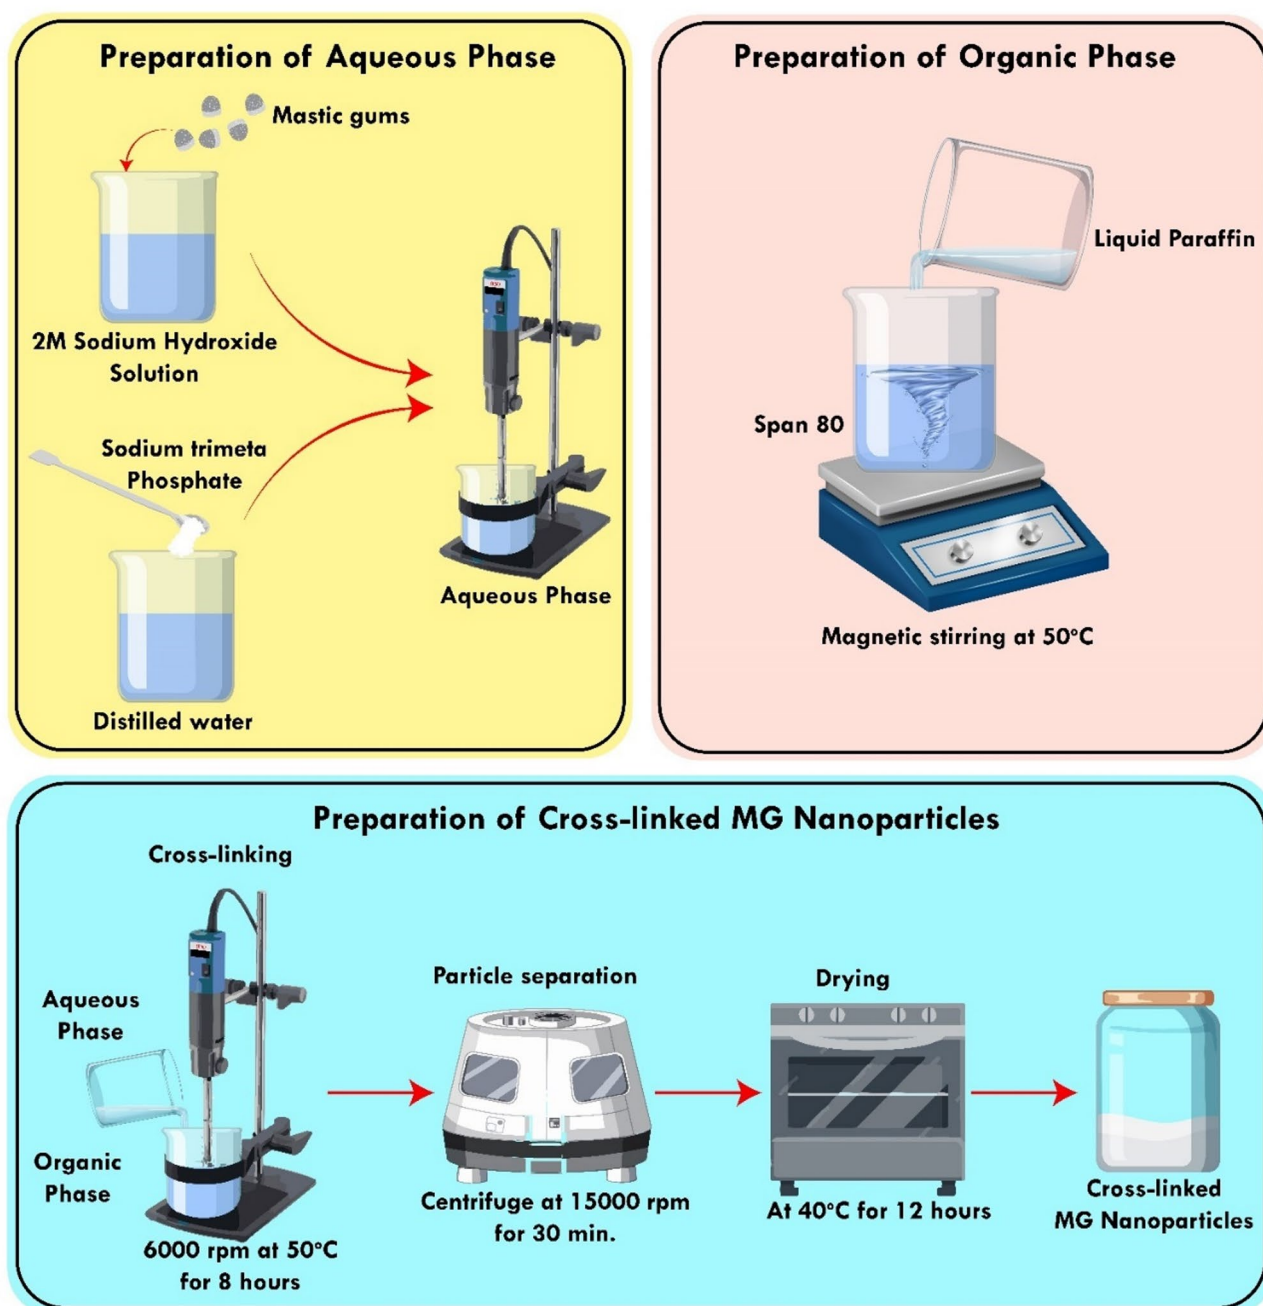 Preparation of Aqueous Phase
Mastic gums
2M Sodium Hydroxide
Solution
Sodium trimeta
Phosphate
Distilled water
Aqueous Phase
Preparation of Organic Phase
Liquid Paraffin
Span 80
Magnetic stirring at 50°C
Preparation of Cross-linked MG Nanoparticles
Cross-linking
Aqueous
Phase
Organic
Phase
6000 rpm at 50°C
for 8 hours
Particle separation
Centrifuge at 15000 rpm
for 30 min.
Drying
At 40°C for 12 hours
Cross-linked
MG Nanoparticles